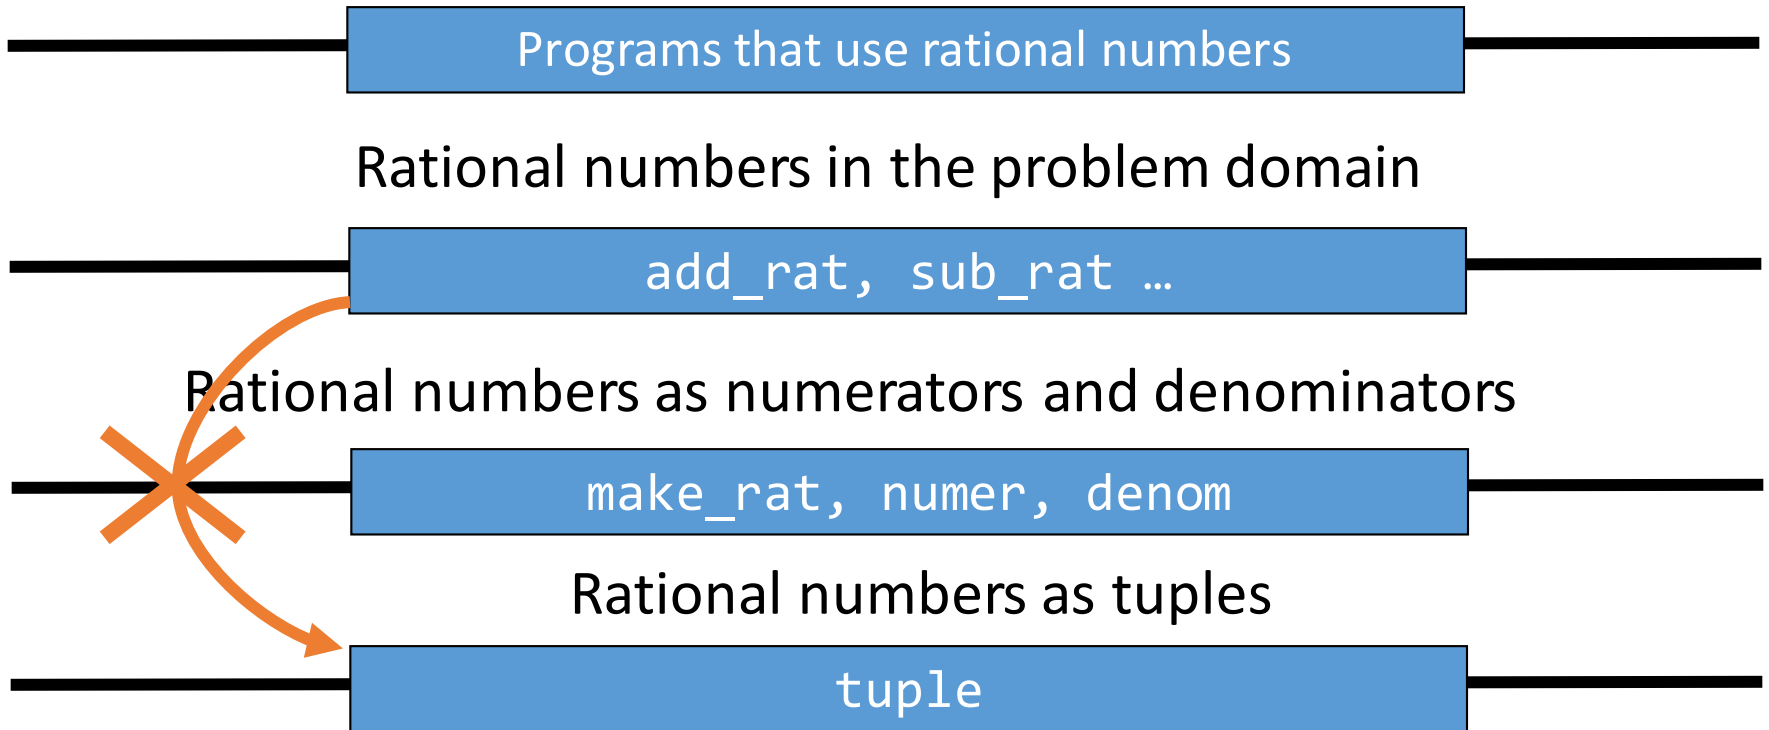 Programs that use rational numbers
Rational numbers in the problem domain
add_rat, sub_rat …
Rational numbers as numerators and denominators
make_rat, numer, denom
Rational numbers as tuples
tuple